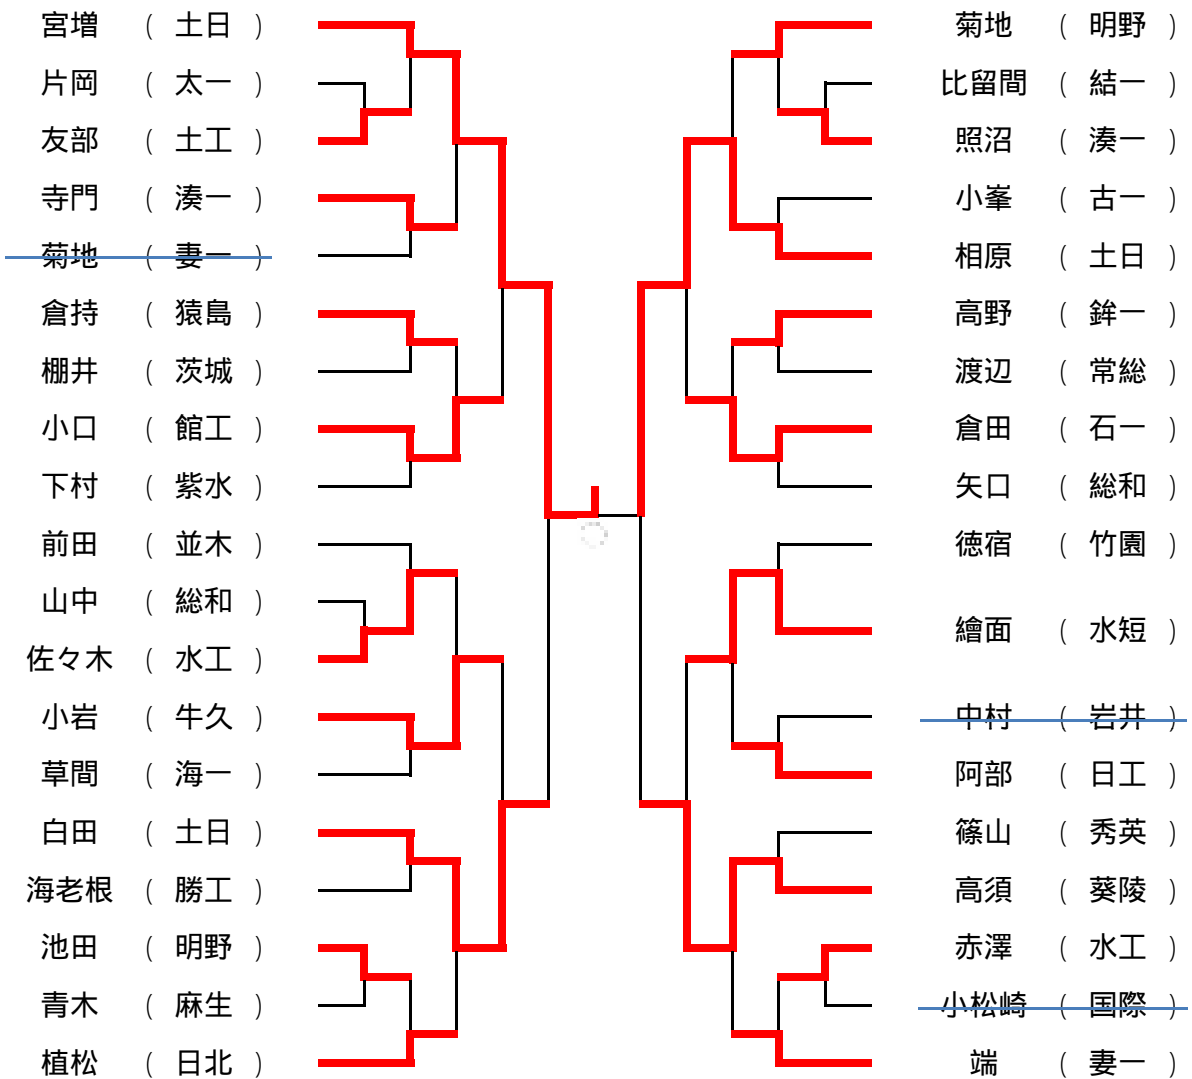 宮増 ( 土日 )
片岡 ( 太一 )
友部 ( 土工 )
寺門 ( 湊一 )
菊地 ( 妻一 )
倉持 ( 猿島 )
棚井 ( 茨城 )
小口 ( 館工 )
下村 ( 紫水 )
前田 ( 並木 )
山中 ( 総和 )
佐々木 ( 水工 )
小岩 ( 牛久 )
草間 ( 海一 )
白田 ( 土日 )
海老根 ( 勝工 )
池田 ( 明野 )
青木 ( 麻生 )
植松 ( 日北 )
菊地 ( 明野 )
比留間 ( 結一 )
照沼 ( 湊一 )
小峯 ( 古一 )
相原 ( 土日 )
高野 ( 鉾一 )
渡辺 ( 常総 )
倉田 ( 石一 )
矢口 ( 総和 )
徳宿 ( 竹園 )
繪面 ( 水短 )
中村 ( 岩井 )
阿部 ( 日工 )
篠山 ( 秀英 )
高須 ( 葵陵 )
赤澤 ( 水工 )
小松崎 ( 国際 )
端 ( 妻一 )